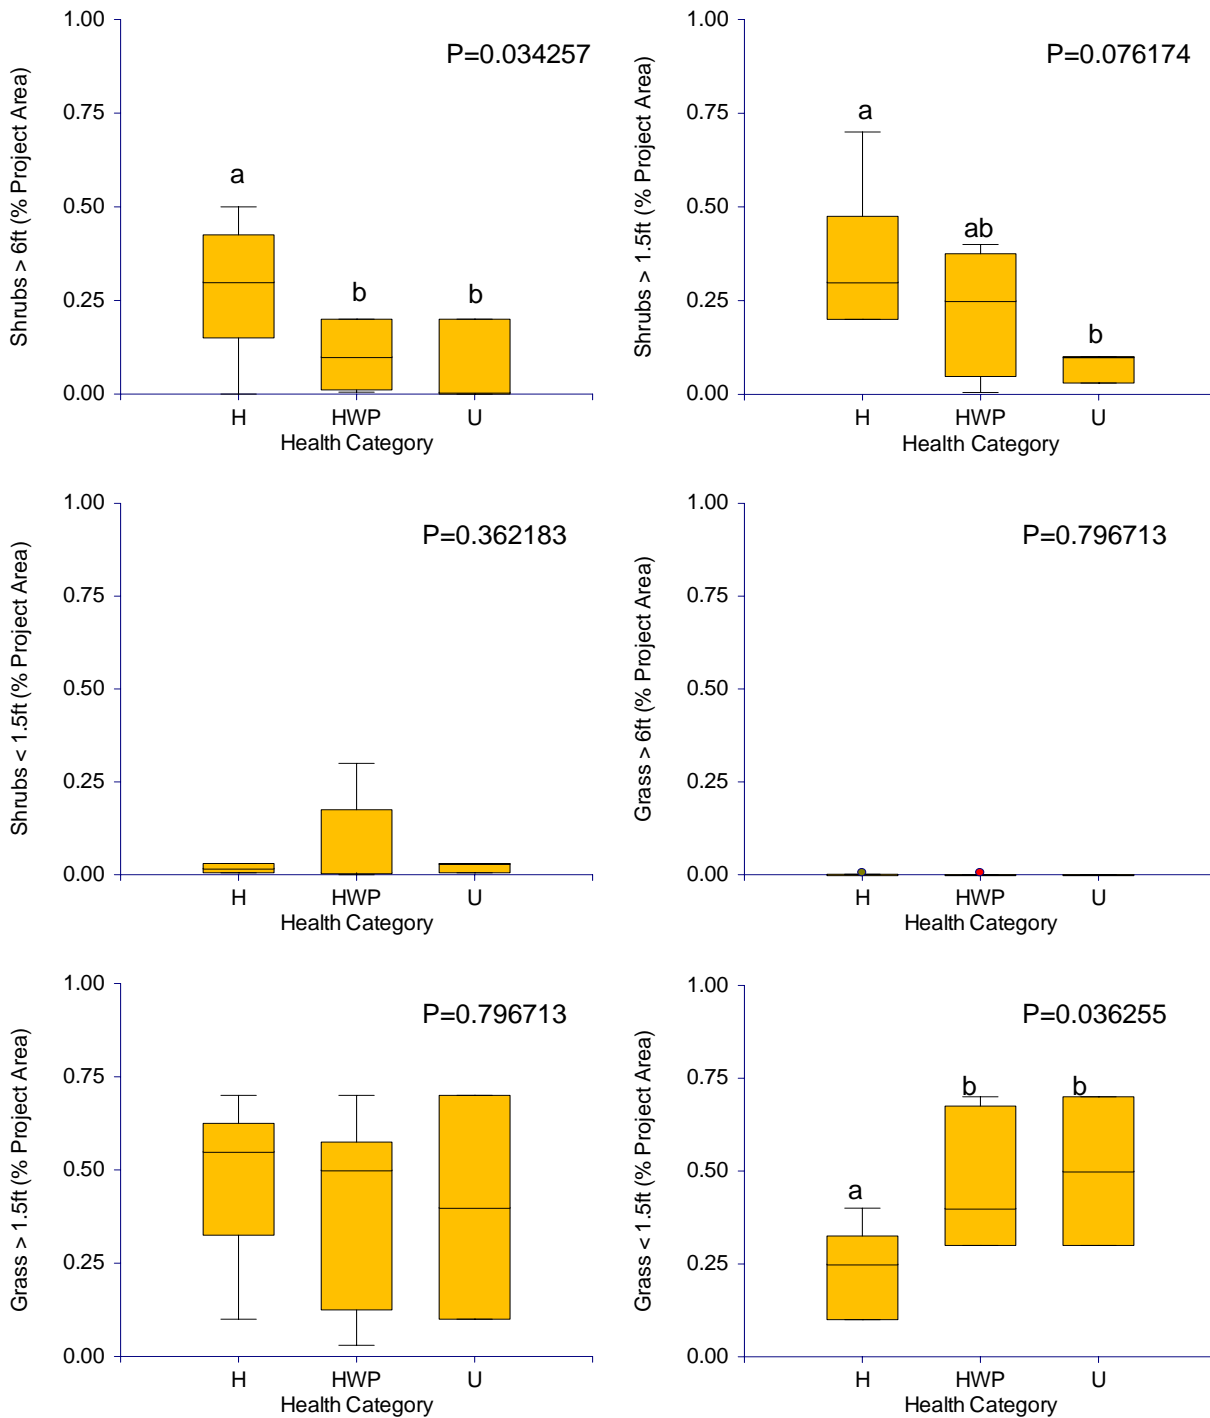 Shrubs > 6ft (% Project Area)
1.00
0.75
0.50
0.25
0.00
P=0.034257
a
b
b
H
HWP
U
Health Category
Shrubs > 1.5ft (% Project Area)
1.00
0.75
0.50
0.25
0.00
P=0.076174
a
ab
b
H
HWP
U
Health Category
Shrubs < 1.5ft (% Project Area)
1.00
0.75
0.50
0.25
0.00
P=0.362183
H
HWP
U
Health Category
Grass > 6ft (% Project Area)
1.00
0.75
0.50
0.25
0.00
P=0.796713
H
HWP
U
Health Category
Grass > 1.5ft (% Project Area)
1.00
0.75
0.50
0.25
0.00
P=0.796713
H
HWP
U
Health Category
Grass < 1.5ft (% Project Area)
1.00
0.75
0.50
0.25
0.00
P=0.036255
a
b
b
H
HWP
U
Health Category